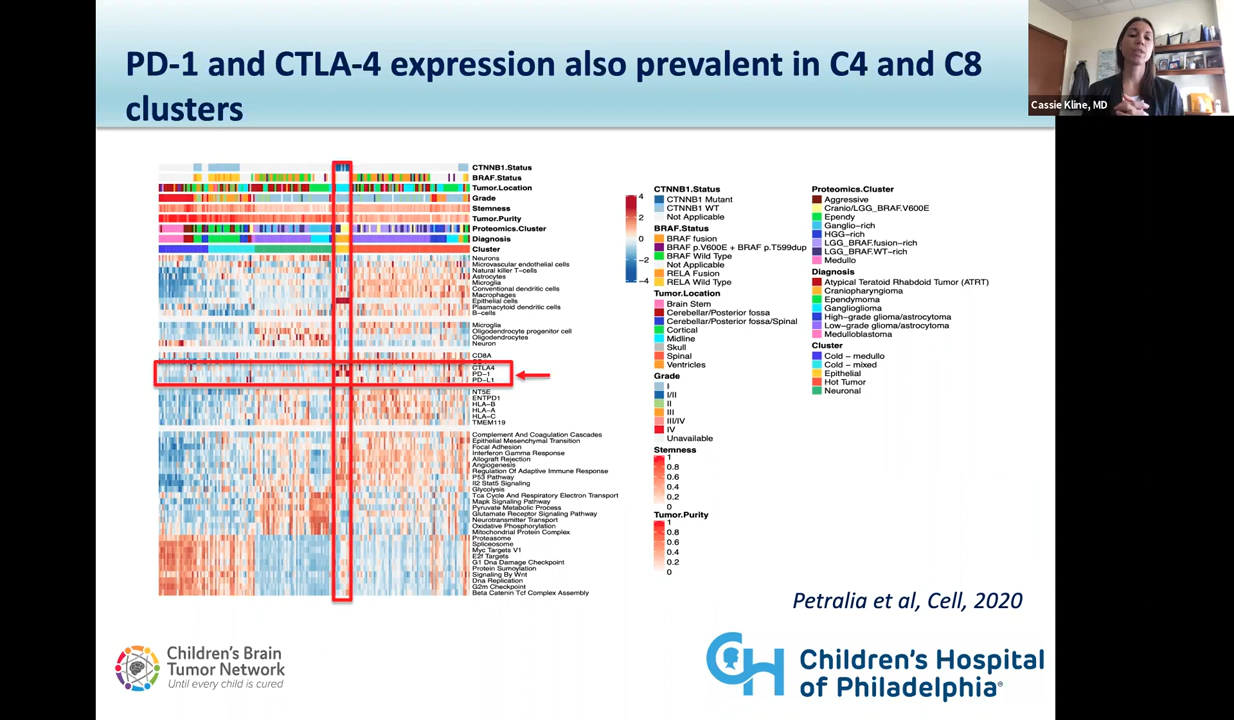 PD-1 and CTLA-4 expression also prevalent in C4 and C8
clusters
Cassie Kline, MD
CTNNB1.Status
BRAF.Status
Tumor.Location
Grade
Stemness
Tumor.Purity
Proteomics.Cluster
Diagnosis
Cluster
Neurons
Microvascular endothelial cells
Natural killer T-cells
Astrocytes
Microglia
Conventional dendritic cells
Macrophages
Epithelial cells
Plasmacytoid dendritic cells
B-cells
Microglia
Oligodendrocyte progenitor cell
Oligodendrocytes
Neuron
CD8A
CTLA4
PD-1
PD-L1
NT5E
ENTPD1
HLA-B
HLA-A
HLA-C
TMEM119
Complement And Coagulation Cascades
Epithelial Mesenchymal Transition
Focal Adhesion
Interferon Gamma Response
Allograft Rejection
Angiogenesis
Regulation Of Adaptive Immune Response
P53 Pathway
Il2 Stat5 Signaling
Glycolysis
Tca Cycle And Respiratory Electron Transport
Mapk Signaling Pathway
Pyruvate Metabolic Process
Glutamate Receptor Signaling Pathway
Neurotransmitter Transport
Oxidative Phosphorylation
Mitochondrial Protein Complex
Proteasome
Spliceosome
Myc Targets V1
E2f Targets
G1 Dna Damage Checkpoint
Protein Sumoylation
Signaling By Wnt
Dna Replication
G2m Checkpoint
Beta Catenin Tcf Complex Assembly
4
2
0
−2
−4
CTNNB1.Status
CTNNB1 Mutant
CTNNB1 WT
Not Applicable
BRAF.Status
BRAF fusion
BRAF p.V600E + BRAF p.T599dup
BRAF Wild Type
Not Applicable
RELA Fusion
RELA Wild Type
Tumor.Location
Brain Stem
Cerebellar/Posterior fossa
Cerebellar/Posterior fossa/Spinal
Cortical
Midline
Skull
Spinal
Ventricles
Grade
I
I/II
II
III
III/IV
IV
Unavailable
Stemness
1
0.8
0.6
0.4
0.2
0
Tumor.Purity
1
0.8
0.6
0.4
0.2
0
Proteomics.Cluster
Aggressive
Cranio/LGG_BRAF.V600E
Ependy
Ganglio-rich
HGG-rich
LGG_BRAF.fusion-rich
LGG_BRAF.WT-rich
Medullo
Diagnosis
Atypical Teratoid Rhabdoid Tumor (ATRT)
Craniopharyngioma
Ependymoma
Ganglioglioma
High-grade glioma/astrocytoma
Low-grade glioma/astrocytoma
Medulloblastoma
Cluster
Cold − medullo
Cold − mixed
Epithelial
Hot Tumor
Neuronal
Petralia et al, Cell, 2020
Children's Brain
Tumor Network
Until every child is cured
CH
Children's Hospital
of Philadelphia®